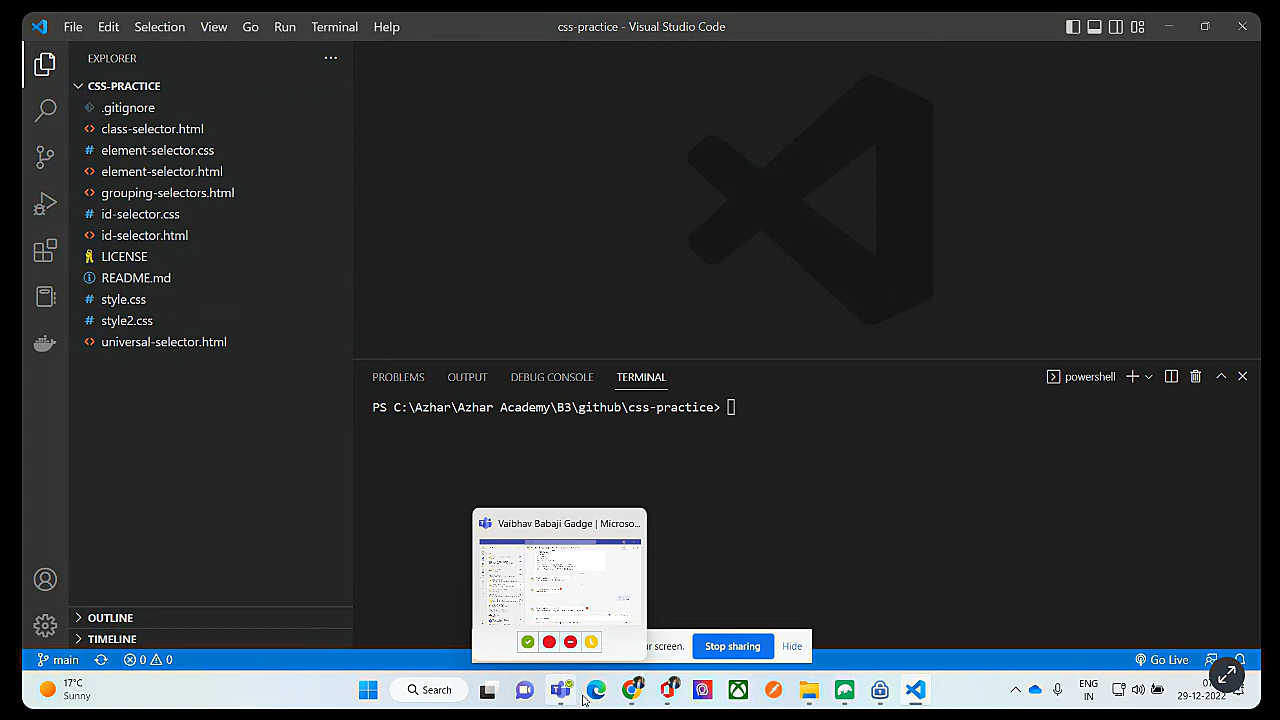 File Edit Selection View Go Run Terminal Help
css-practice - Visual Studio Code
EXPLORER
CSS-PRACTICE
.gitignore
class-selector.html
element-selector.css
element-selector.html
grouping-selectors.html
id-selector.css
id-selector.html
LICENSE
README.md
style.css
style2.css
universal-selector.html
PROBLEMS OUTPUT DEBUG CONSOLE TERMINAL
powershell
PS C:\Azhar\Azhar Academy\B3\github\css-practice>
Vaibhav Babaji Gadge | Microso...
OUTLINE
TIMELINE
ur screen. Stop sharing Hide
main 0 0 Go Live
17°C
Sunny
Search
ENG
IN
29-12-2022